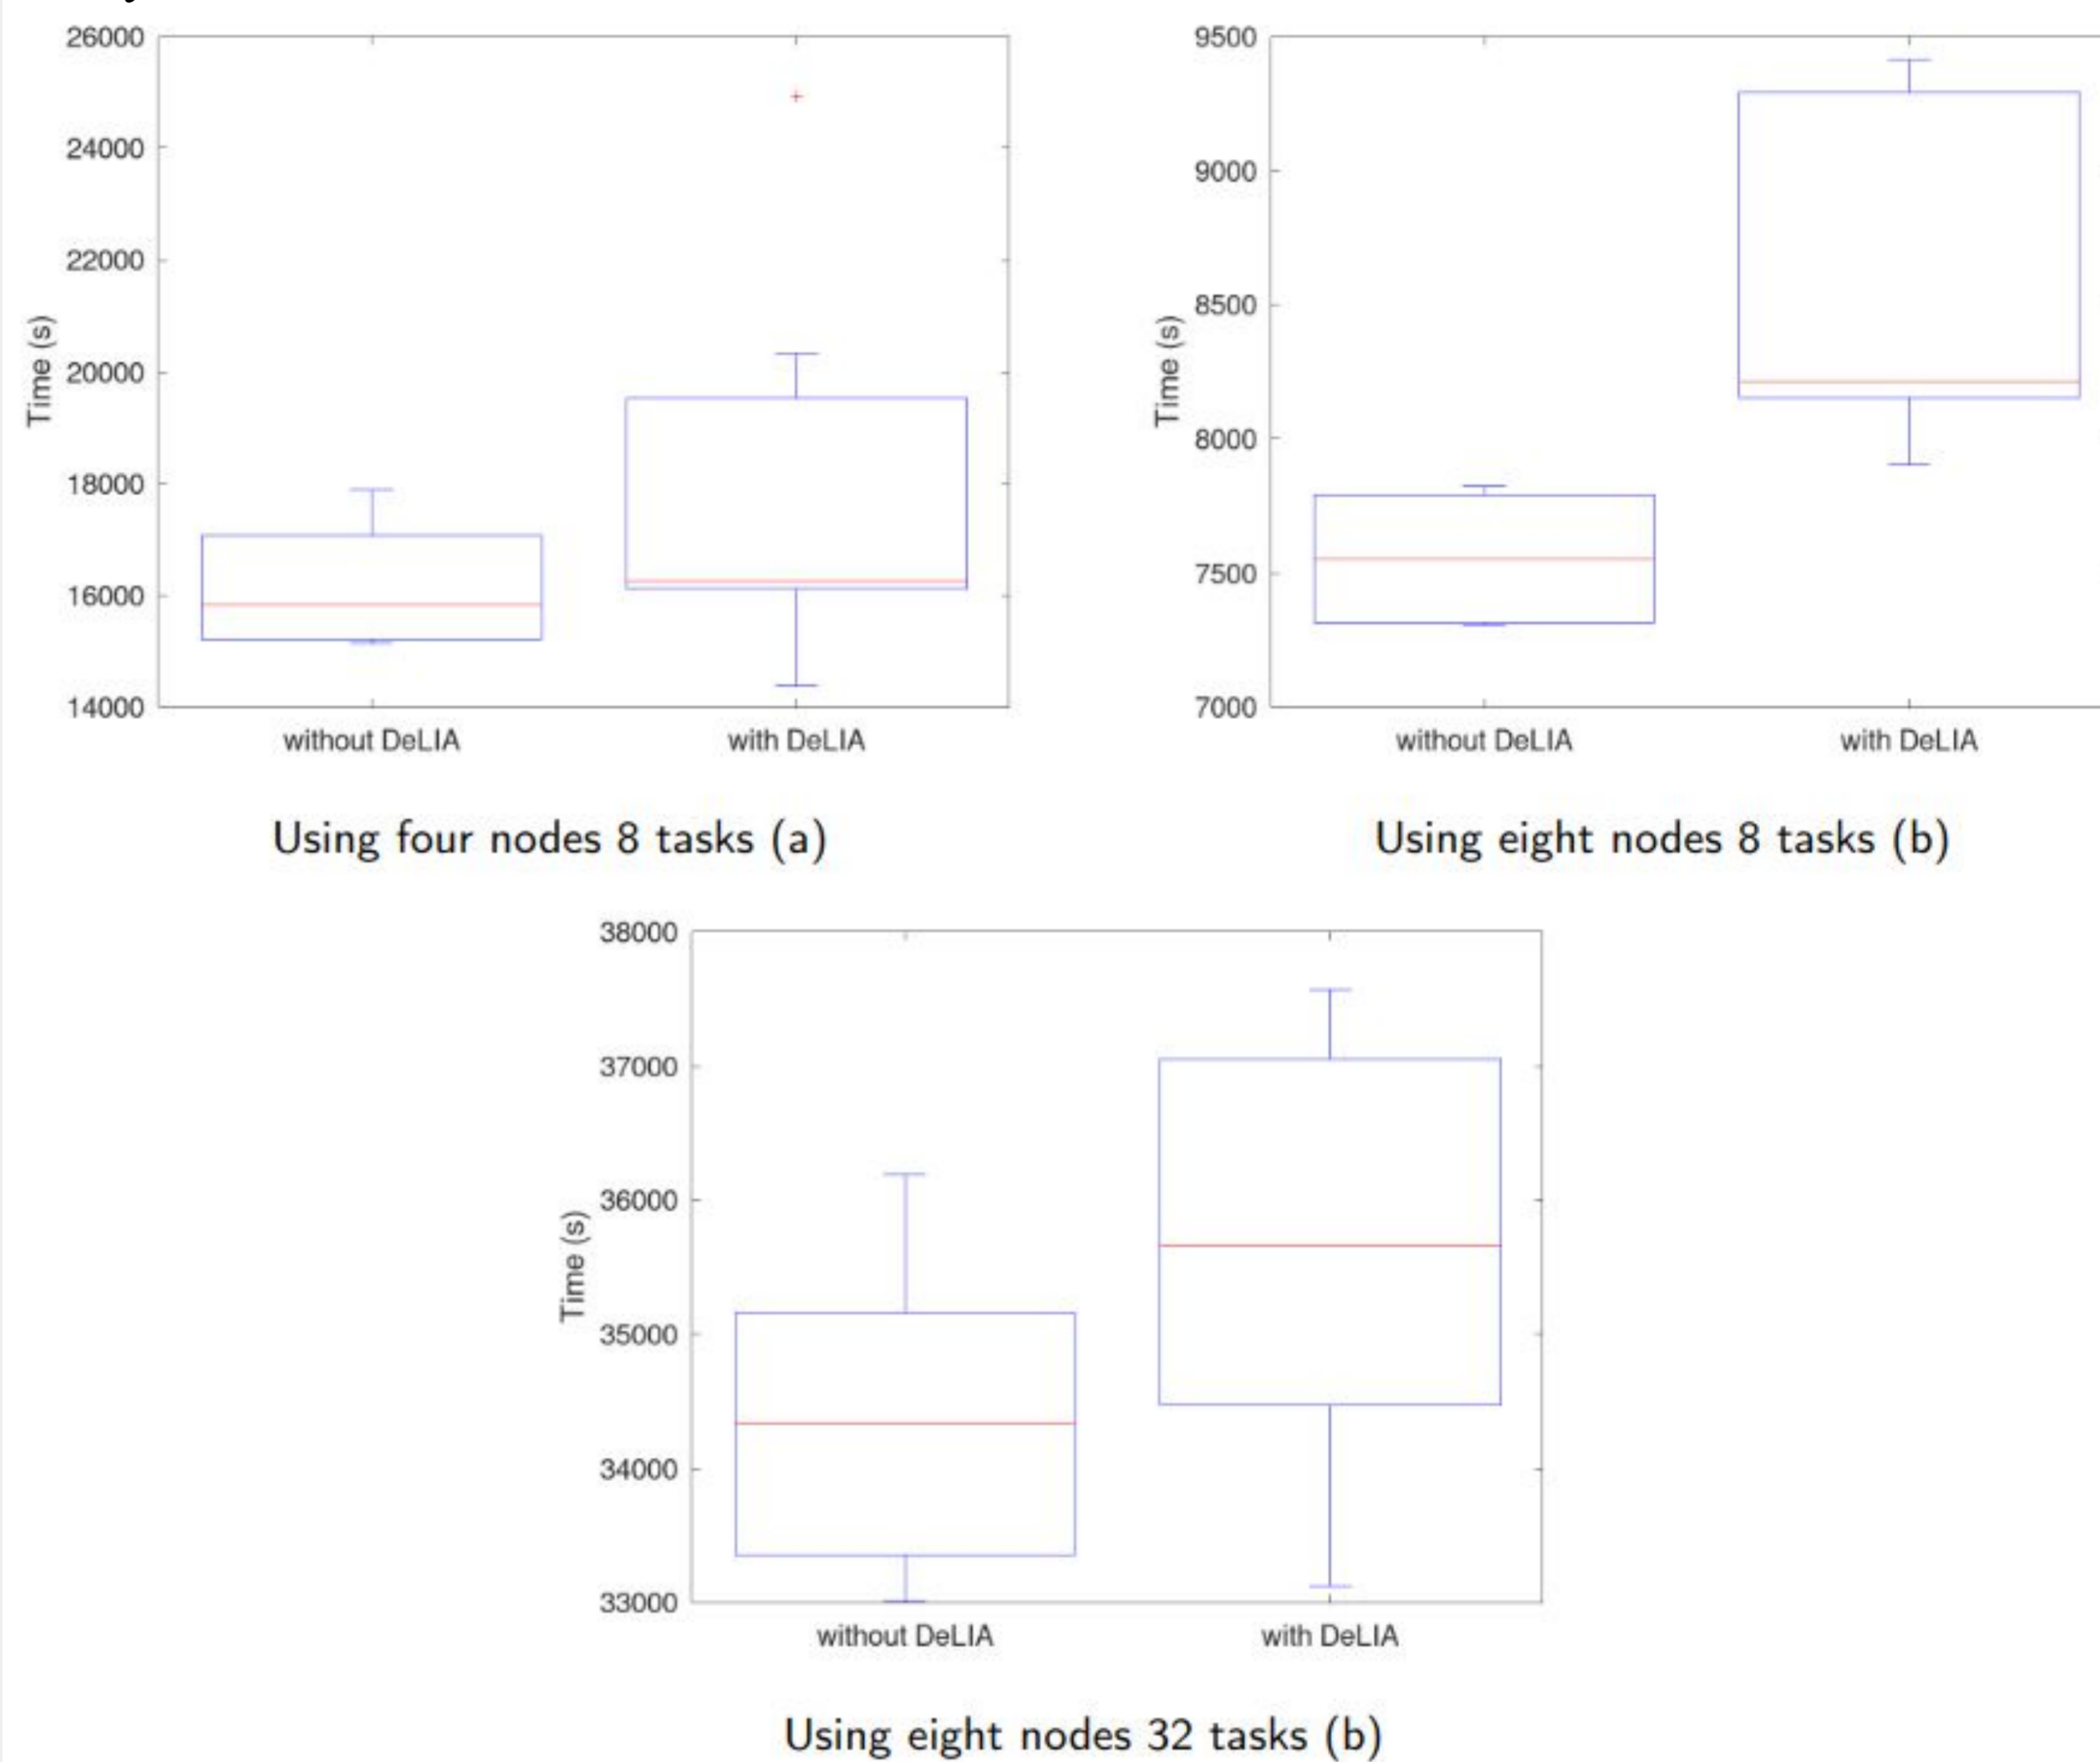 26000
24000
22000
20000
18000
16000
14000
Time (s)
without DeLIA
with DeLIA
Using four nodes 8 tasks (a)
9500
9000
8500
8000
7500
7000
Time (s)
without DeLIA
with DeLIA
Using eight nodes 8 tasks (b)
38000
37000
36000
35000
34000
33000
Time (s)
without DeLIA
with DeLIA
Using eight nodes 32 tasks (b)